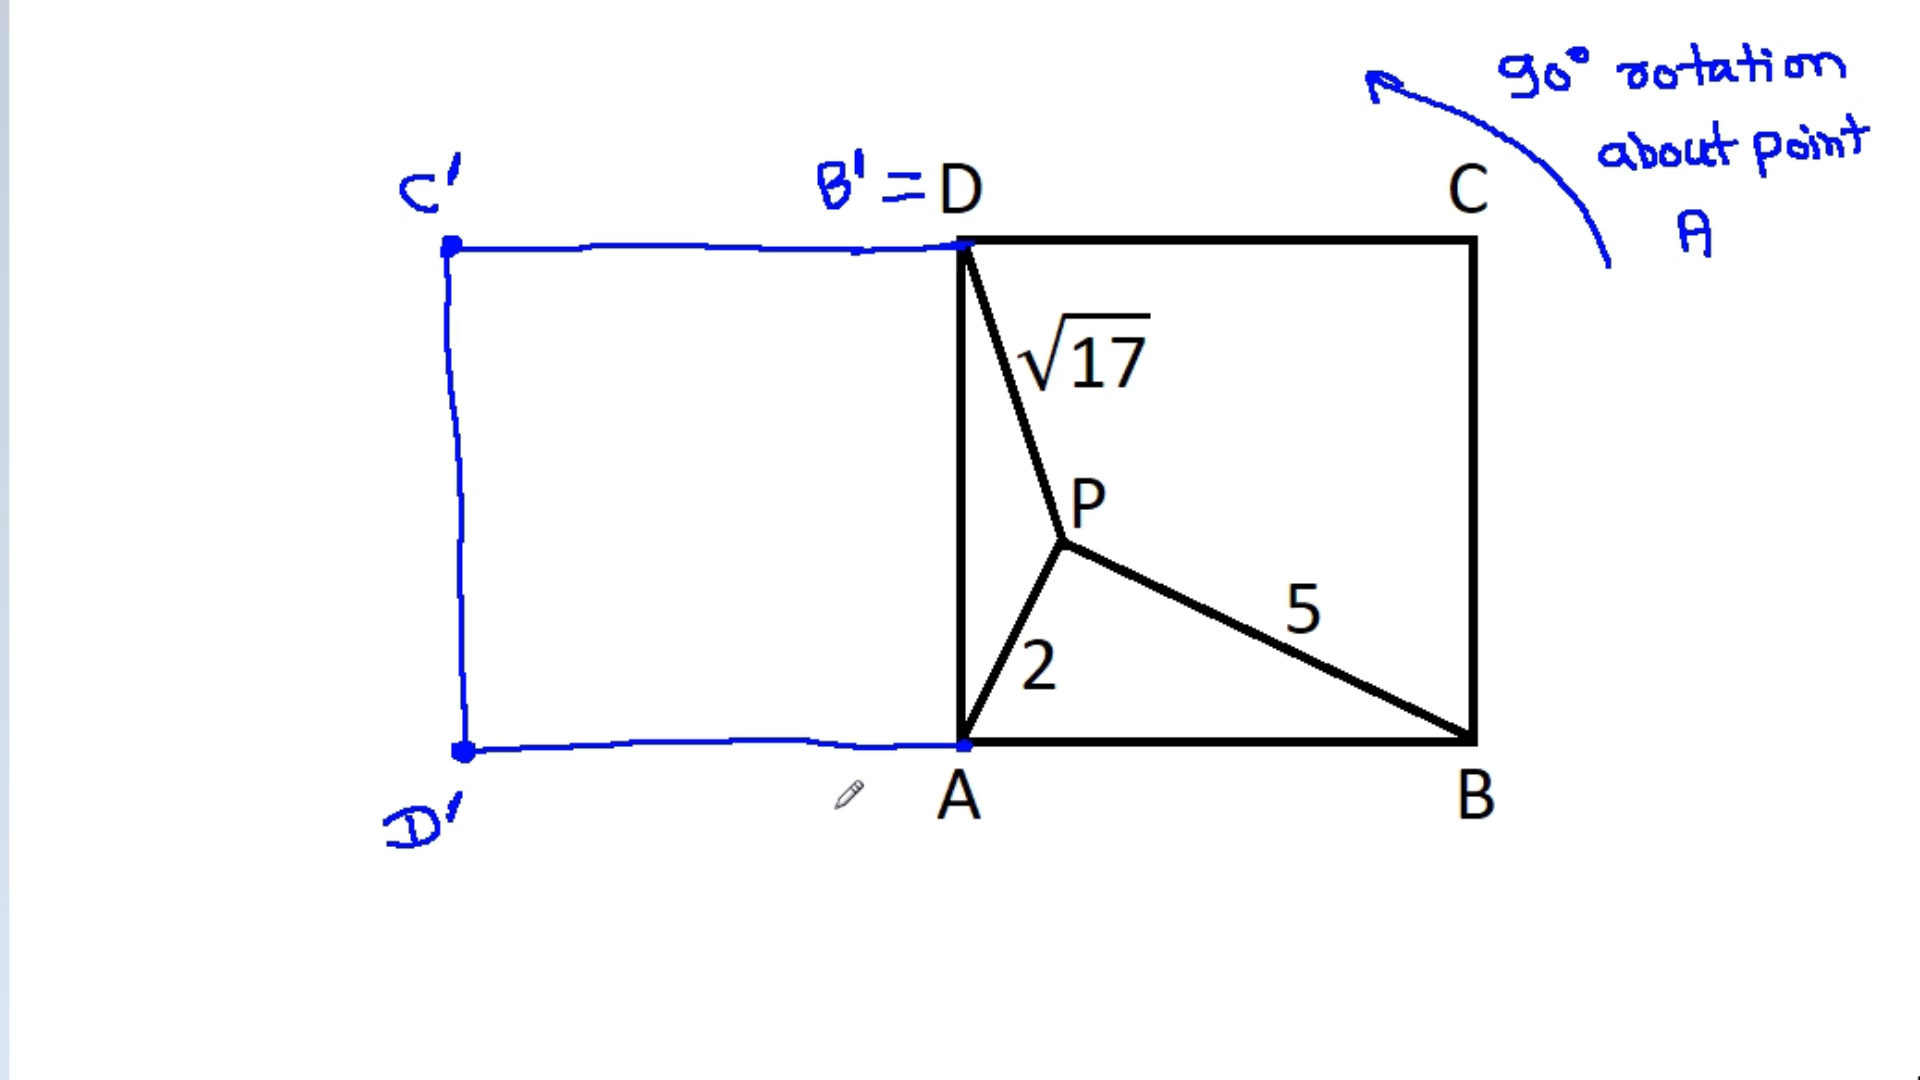 90° rotation
about point
A
C'
B' = D
C
√17
P
5
2
A
B
D'